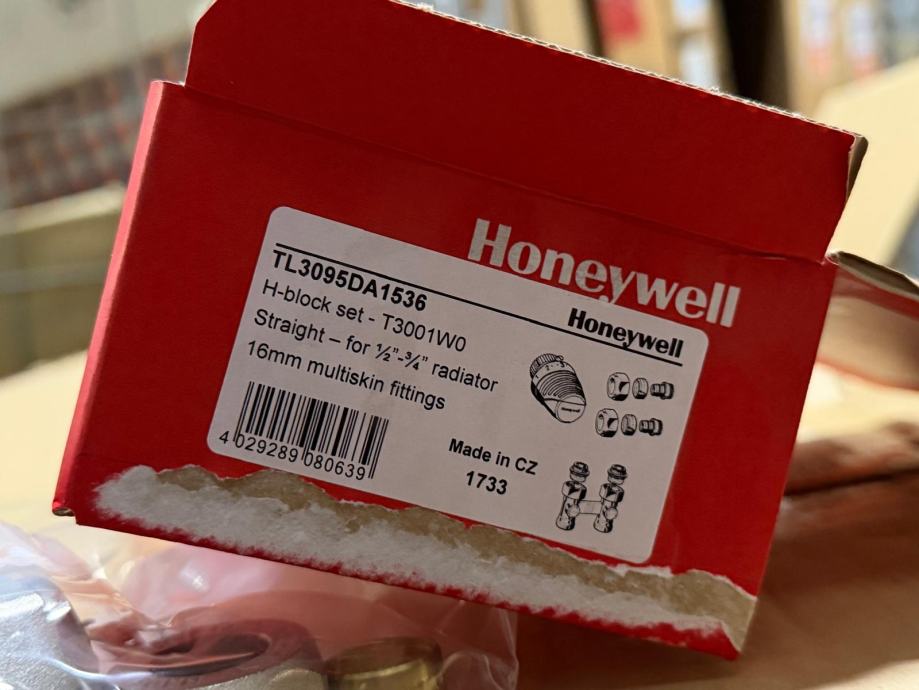 Honeywell
TL3095DA1536
Honeywell
H-block set - T3001W0
Straight – for ½"-¾" radiator
16mm multiskin fittings
4 029289 080639
Made in CZ
1733